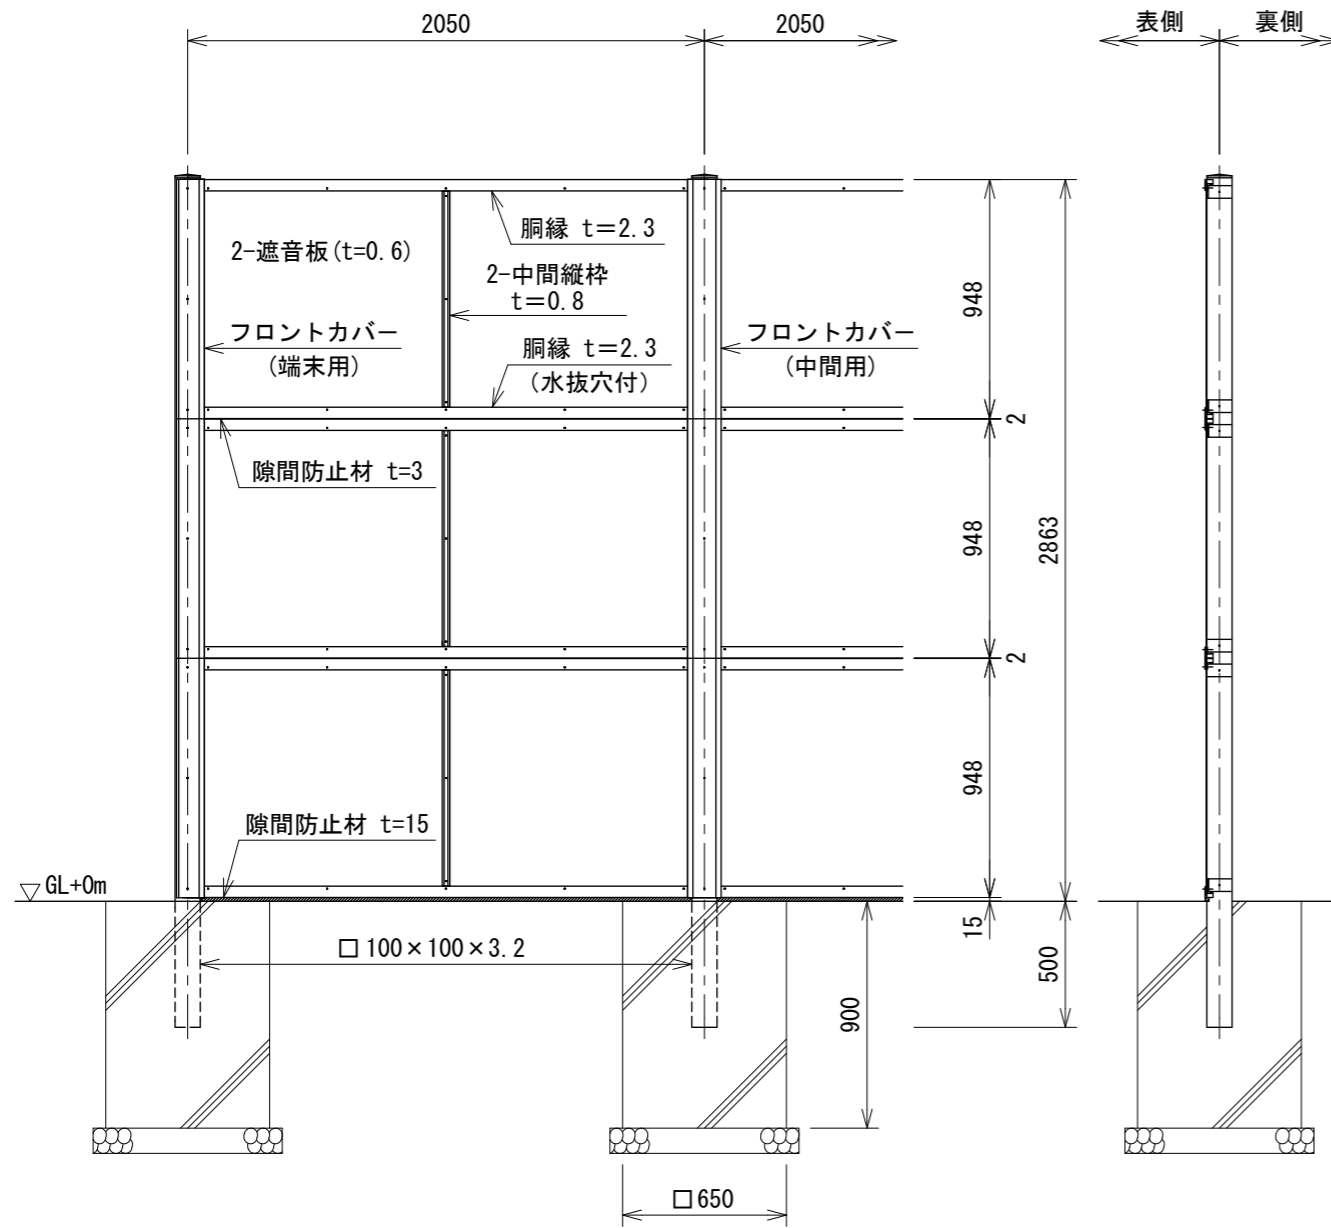 2050
2050
表側
裏側
胴縁 t=2.3
2-遮音板(t=0.6)
2-中間縦枠
t=0.8
948
フロントカバー
(端末用)
胴縁 t=2.3
(水抜穴付)
フロントカバー
(中間用)
2
隙間防止材 t=3
948
2863
2
948
隙間防止材 t=15
GL+0m
15
□100×100×3.2
500
900
□650